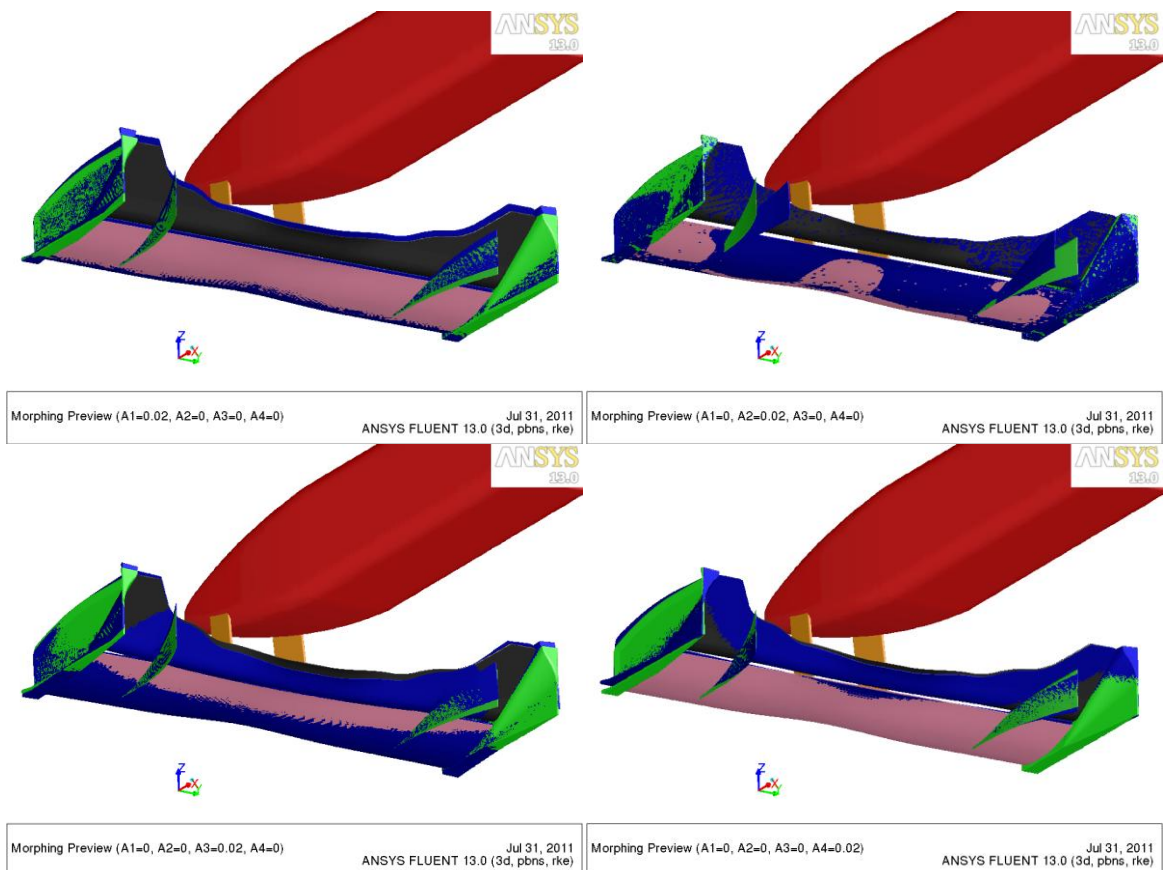 ANSYS
13.0
ANSYS
13.0
Z
X
Y
Z
X
Y
Morphing Preview (A1=0.02, A2=0, A3=0, A4=0)
Jul 31, 2011
ANSYS FLUENT 13.0 (3d, pbns, rke)
Morphing Preview (A1=0, A2=0.02, A3=0, A4=0)
Jul 31, 2011
ANSYS FLUENT 13.0 (3d, pbns, rke)
ANSYS
13.0
ANSYS
13.0
Z
X
Y
Z
X
Y
Morphing Preview (A1=0, A2=0, A3=0.02, A4=0)
Jul 31, 2011
ANSYS FLUENT 13.0 (3d, pbns, rke)
Morphing Preview (A1=0, A2=0, A3=0, A4=0.02)
Jul 31, 2011
ANSYS FLUENT 13.0 (3d, pbns, rke)